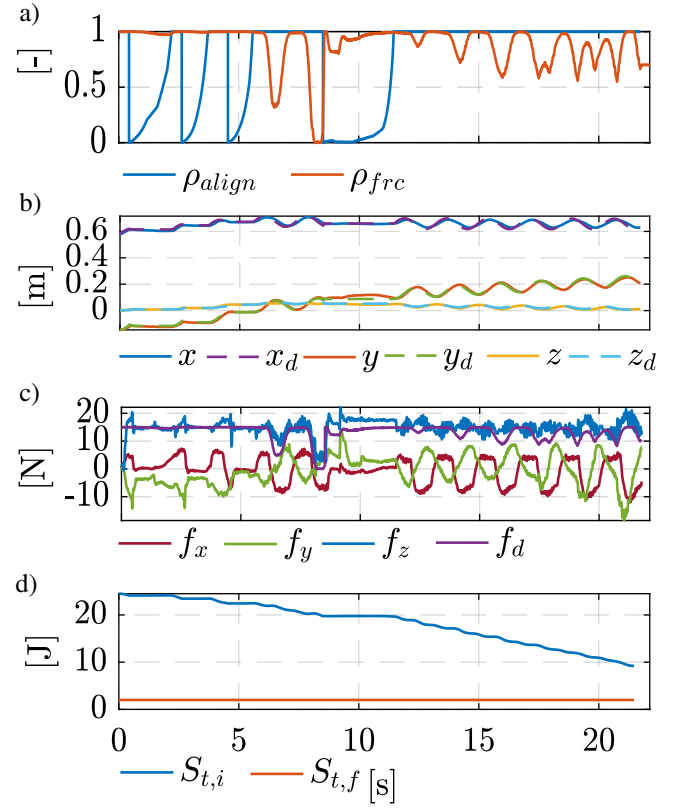 a)
1
0.5
0
[-]
ρ_align ρ_frc
b)
0.6
0.4
0.2
0
[m]
x x_d y y_d z z_d
c)
20
10
0
-10
[N]
f_x f_y f_z f_d
d)
20
10
0
[J]
0 5 10 15 20
S_t,i S_t,f [s]